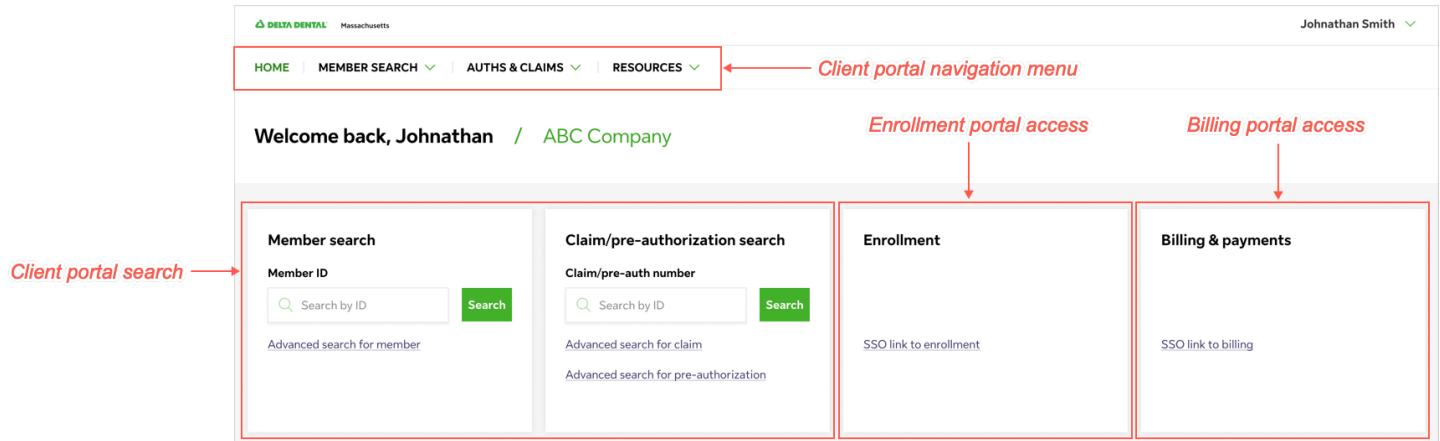 DELTA DENTAL Massachusetts
Johnathan Smith
HOME MEMBER SEARCH AUTHS & CLAIMS RESOURCES
Client portal navigation menu
Welcome back, Johnathan / ABC Company
Enrollment portal access
Billing portal access
Client portal search
Member search
Member ID
Search by ID Search
Advanced search for member
Claim/pre-authorization search
Claim/pre-auth number
Search by ID Search
Advanced search for claim
Advanced search for pre-authorization
Enrollment
SSO link to enrollment
Billing & payments
SSO link to billing